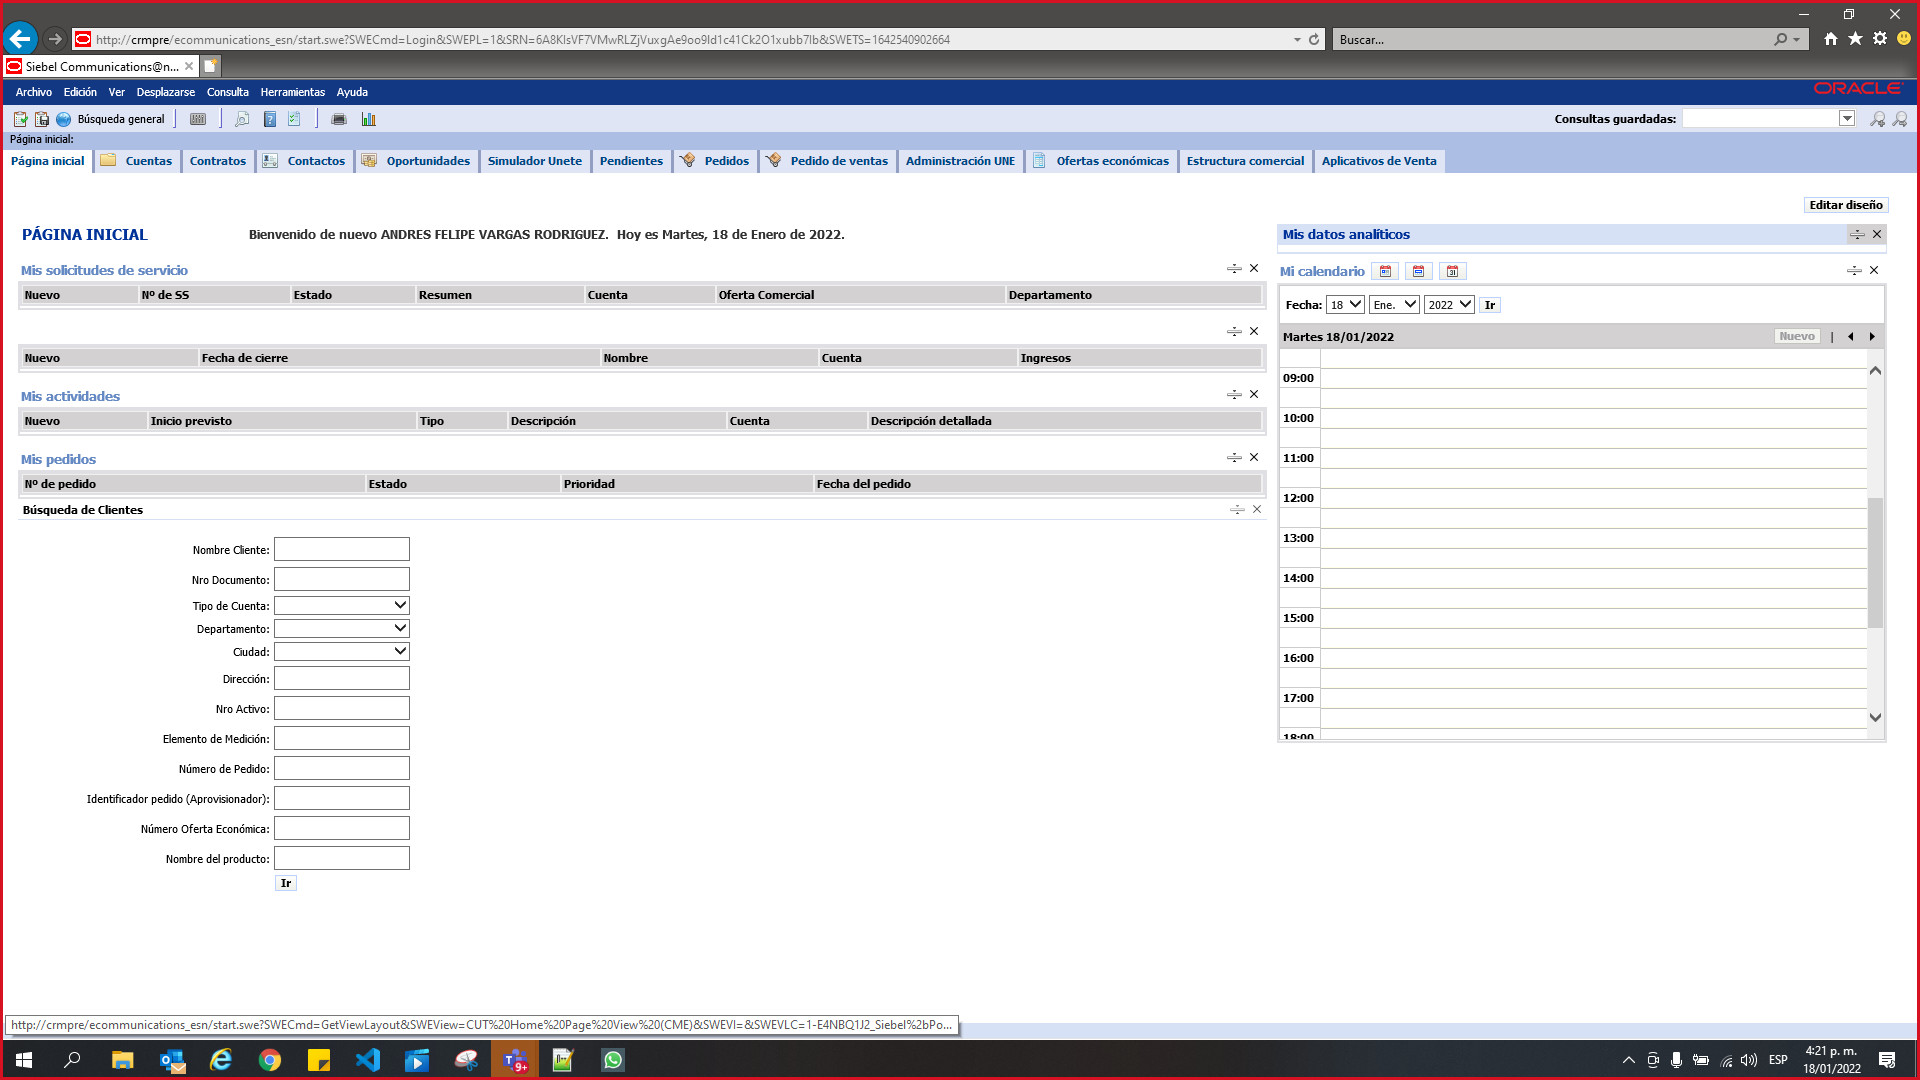 http://crmpre/ecommunications_esn/start.swe?SWECmd=Login&SWEPL=1&SRN=6A8KlsVF7VMwRLZjVuxgAe9oo9ld1c41Ck2O1xubb7Ib&SWETS=1642540902664
Buscar...
Siebel Communications@n...
Archivo Edición Ver Desplazarse Consulta Herramientas Ayuda
ORACLE
Búsqueda general
Consultas guardadas:
Página inicial:
Página inicial Cuentas Contratos Contactos Oportunidades Simulador Unete Pendientes Pedidos Pedido de ventas Administración UNE Ofertas económicas Estructura comercial Aplicativos de Venta
Editar diseño
PÁGINA INICIAL
Bienvenido de nuevo ANDRES FELIPE VARGAS RODRIGUEZ. Hoy es Martes, 18 de Enero de 2022.
Mis solicitudes de servicio
Nuevo Nº de SS Estado Resumen Cuenta Oferta Comercial Departamento
Nuevo Fecha de cierre Nombre Cuenta Ingresos
Mis actividades
Nuevo Inicio previsto Tipo Descripción Cuenta Descripción detallada
Mis pedidos
Nº de pedido Estado Prioridad Fecha del pedido
Búsqueda de Clientes
Nombre Cliente:
Nro Documento:
Tipo de Cuenta:
Departamento:
Ciudad:
Dirección:
Nro Activo:
Elemento de Medición:
Número de Pedido:
Identificador pedido (Aprovisionador):
Número Oferta Económica:
Nombre del producto:
Ir
Mis datos analíticos
Mi calendario
31
Fecha: 18 Ene. 2022 Ir
Martes 18/01/2022 Nuevo |
09:00
10:00
11:00
12:00
13:00
14:00
15:00
16:00
17:00
18:00
http://crmpre/ecommunications_esn/start.swe?SWECmd=GetViewLayout&SWEView=CUT%20Home%20Page%20View%20(CME)&SWEVI=&SWEVLC=1-E4NBQ1J2_Siebel%2bPo...
9+
ESP
4:21 p. m.
18/01/2022